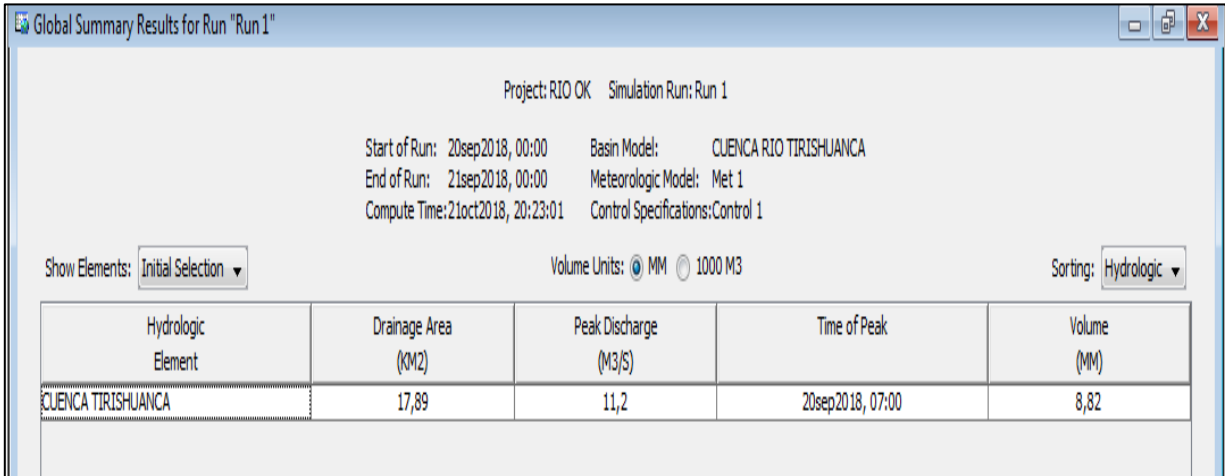 Global Summary Results for Run "Run 1"
Project: RIO OK Simulation Run: Run 1
Start of Run: 20sep2018, 00:00 Basin Model: CUENCA RIO TIRISHUANCA
End of Run: 21sep2018, 00:00 Meteorologic Model: Met 1
Compute Time:21oct2018, 20:23:01 Control Specifications:Control 1
Show Elements: Initial Selection Volume Units: MM 1000 M3 Sorting: Hydrologic
Hydrologic Drainage Area Peak Discharge Time of Peak Volume
Element (KM2) (M3/S) (MM)
CUENCA TIRISHUANCA 17,89 11,2 20sep2018, 07:00 8,82